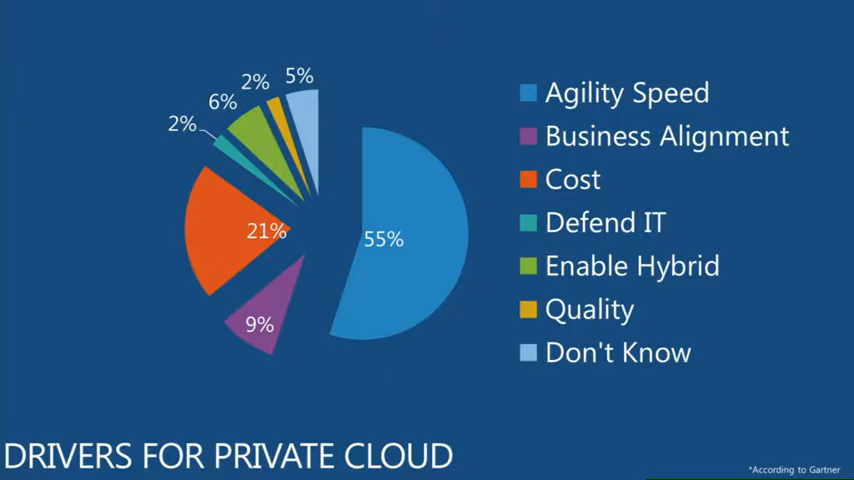 5%
2%
6%
2%
21%
55%
9%
Agility Speed
Business Alignment
Cost
Defend IT
Enable Hybrid
Quality
Don't Know
DRIVERS FOR PRIVATE CLOUD
*According to Gartner